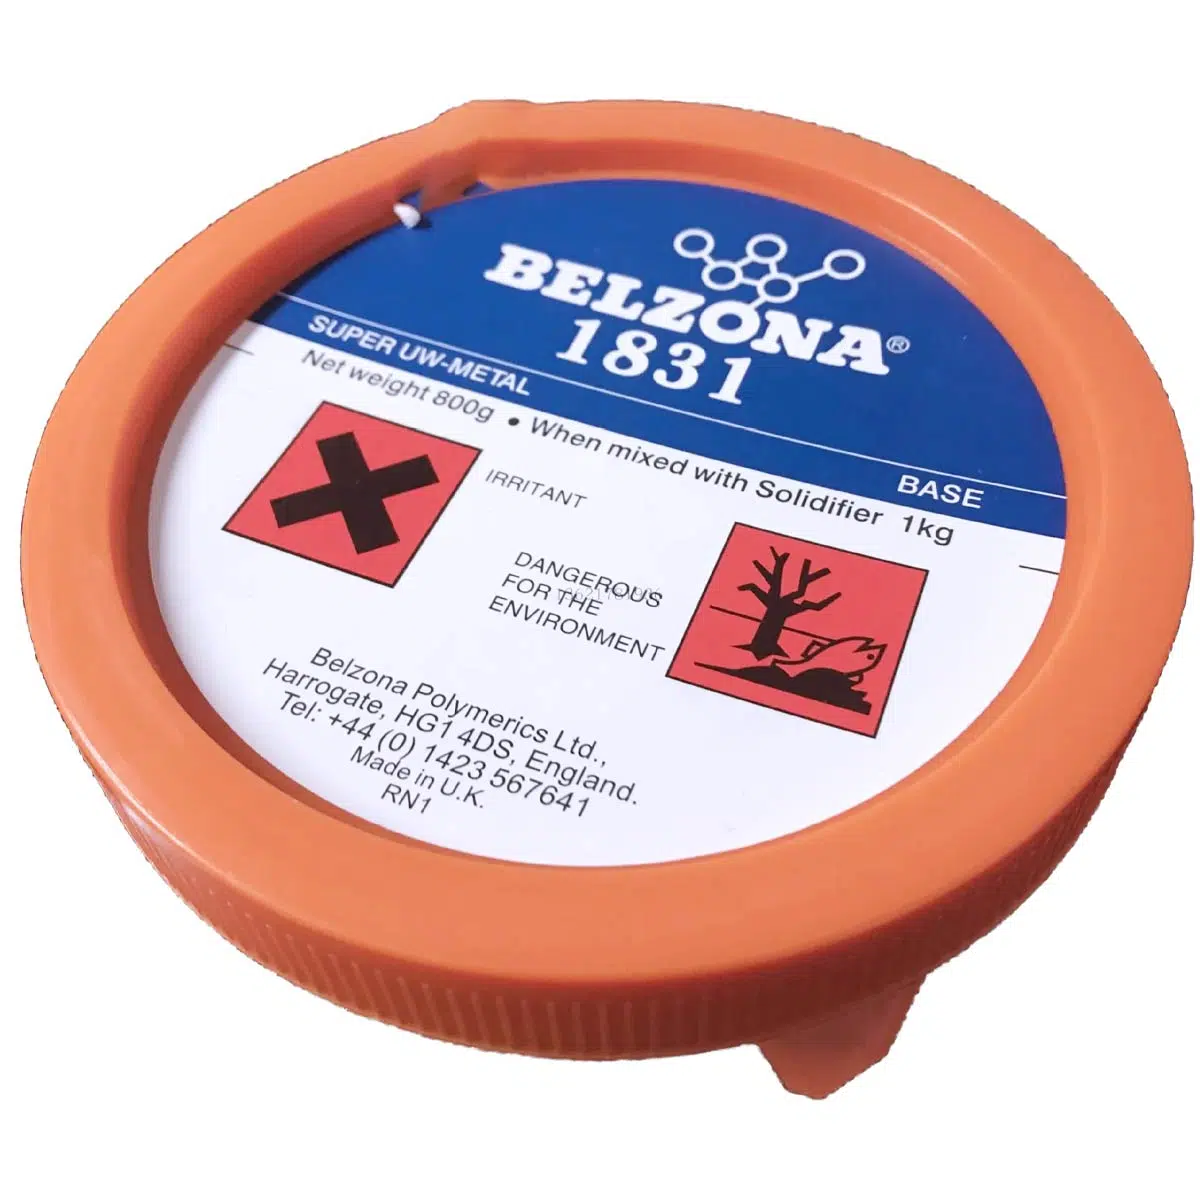 BELZONA®
1831
SUPER UW-METAL
BASE
Net weight 800g • When mixed with Solidifier 1kg
IRRITANT
DANGEROUS
FOR THE
ENVIRONMENT
Belzona Polymerics Ltd.,
Harrogate, HG1 4DS, England.
Tel: +44 (0) 1423 567641
Made in U.K.
RN1